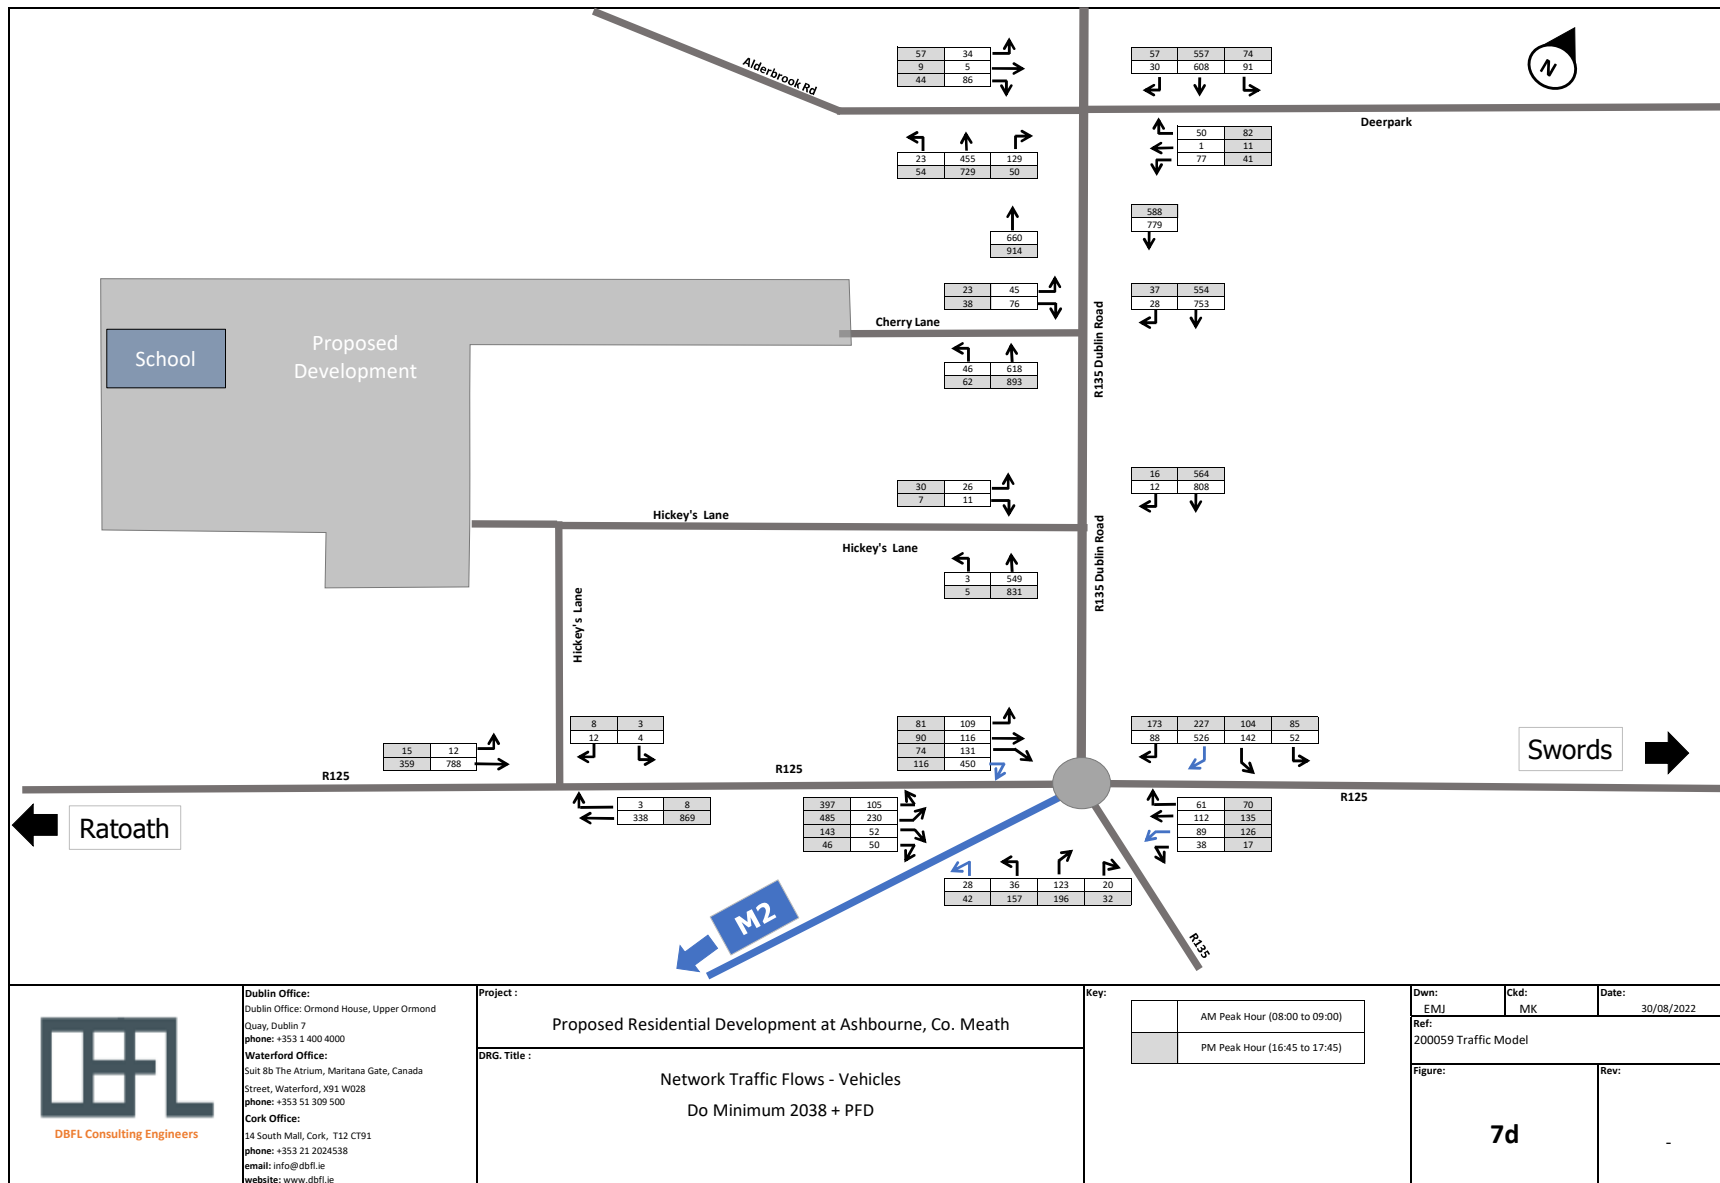 Alderbrook Rd
57 34
9 5
44 86
57 557 74
30 608 91
N
Deerpark
23 455 129
54 729 50
50 82
1 11
77 41
660
914
588
779
23 45
38 76
37 554
28 753
Cherry Lane
R135 Dublin Road
School
Proposed
Development
46 618
62 893
30 26
7 11
16 564
12 808
Hickey's Lane
Hickey's Lane
R135 Dublin Road
3 549
5 831
Hickey's Lane
8 3
12 4
15 12
359 788
81 109
90 116
74 131
116 450
173 227 104 85
88 526 142 52
Swords
R125
R125
R125
Ratoath
3 8
338 869
397 105
485 230
143 52
46 50
61 70
112 135
89 126
38 17
28 36 123 20
42 157 196 32
M2
R135
DBFL Consulting Engineers
Dublin Office:
Dublin Office: Ormond House, Upper Ormond
Quay, Dublin 7
phone: +353 1 400 4000
Waterford Office:
Suit 8b The Atrium, Maritana Gate, Canada
Street, Waterford, X91 W028
phone: +353 51 309 500
Cork Office:
14 South Mall, Cork, T12 CT91
phone: +353 21 2024538
email: info@dbfl.ie
website: www.dbfl.ie
Project :
Proposed Residential Development at Ashbourne, Co. Meath
DRG. Title :
Network Traffic Flows - Vehicles
Do Minimum 2038 + PFD
Key:
AM Peak Hour (08:00 to 09:00)
PM Peak Hour (16:45 to 17:45)
Dwn: Ckd: Date:
EMJ MK 30/08/2022
Ref:
200059 Traffic Model
Figure: Rev:
7d -